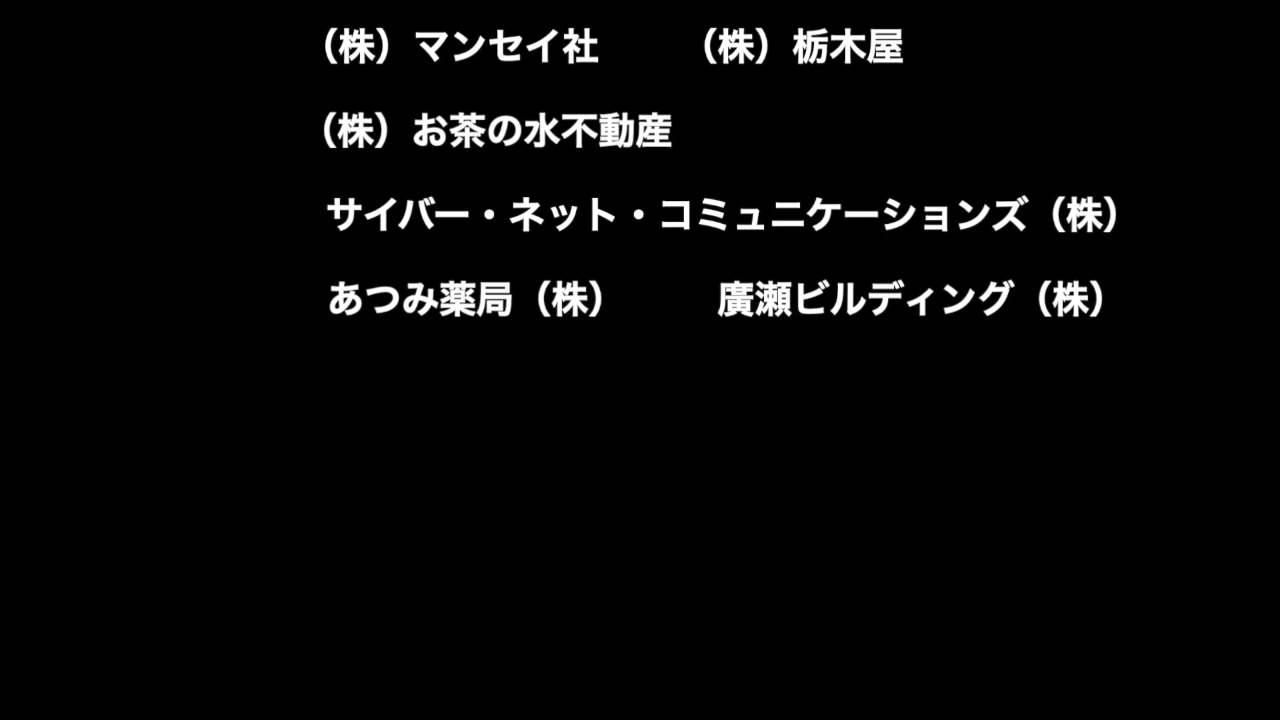 （株）マンセイ社　（株）栃木屋
（株）お茶の水不動産
サイバー・ネット・コミュニケーションズ（株）
あつみ薬局（株）　廣瀬ビルディング（株）